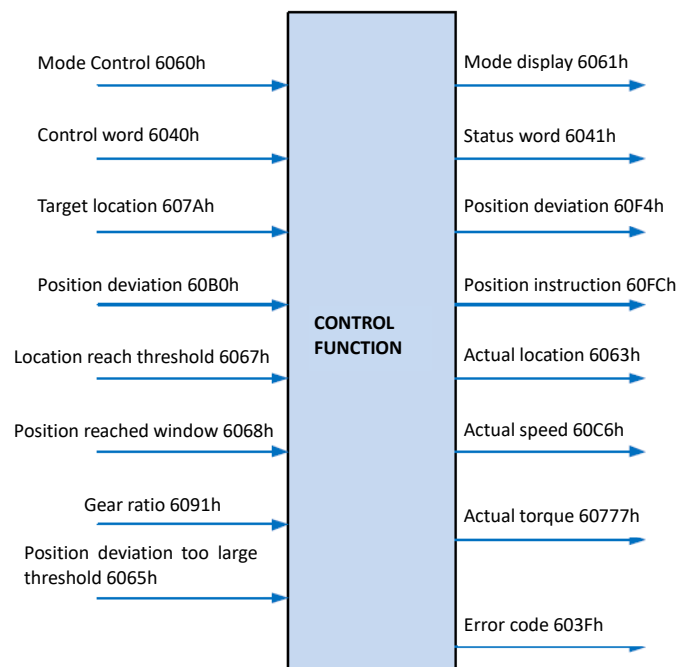 Mode Control 6060h
Control word 6040h
Target location 607Ah
Position deviation 60B0h
Location reach threshold 6067h
Position reached window 6068h
Gear ratio 6091h
Position deviation too large
threshold 6065h
CONTROL
FUNCTION
Mode display 6061h
Status word 6041h
Position deviation 60F4h
Position instruction 60FCh
Actual location 6063h
Actual speed 60C6h
Actual torque 60777h
Error code 603Fh